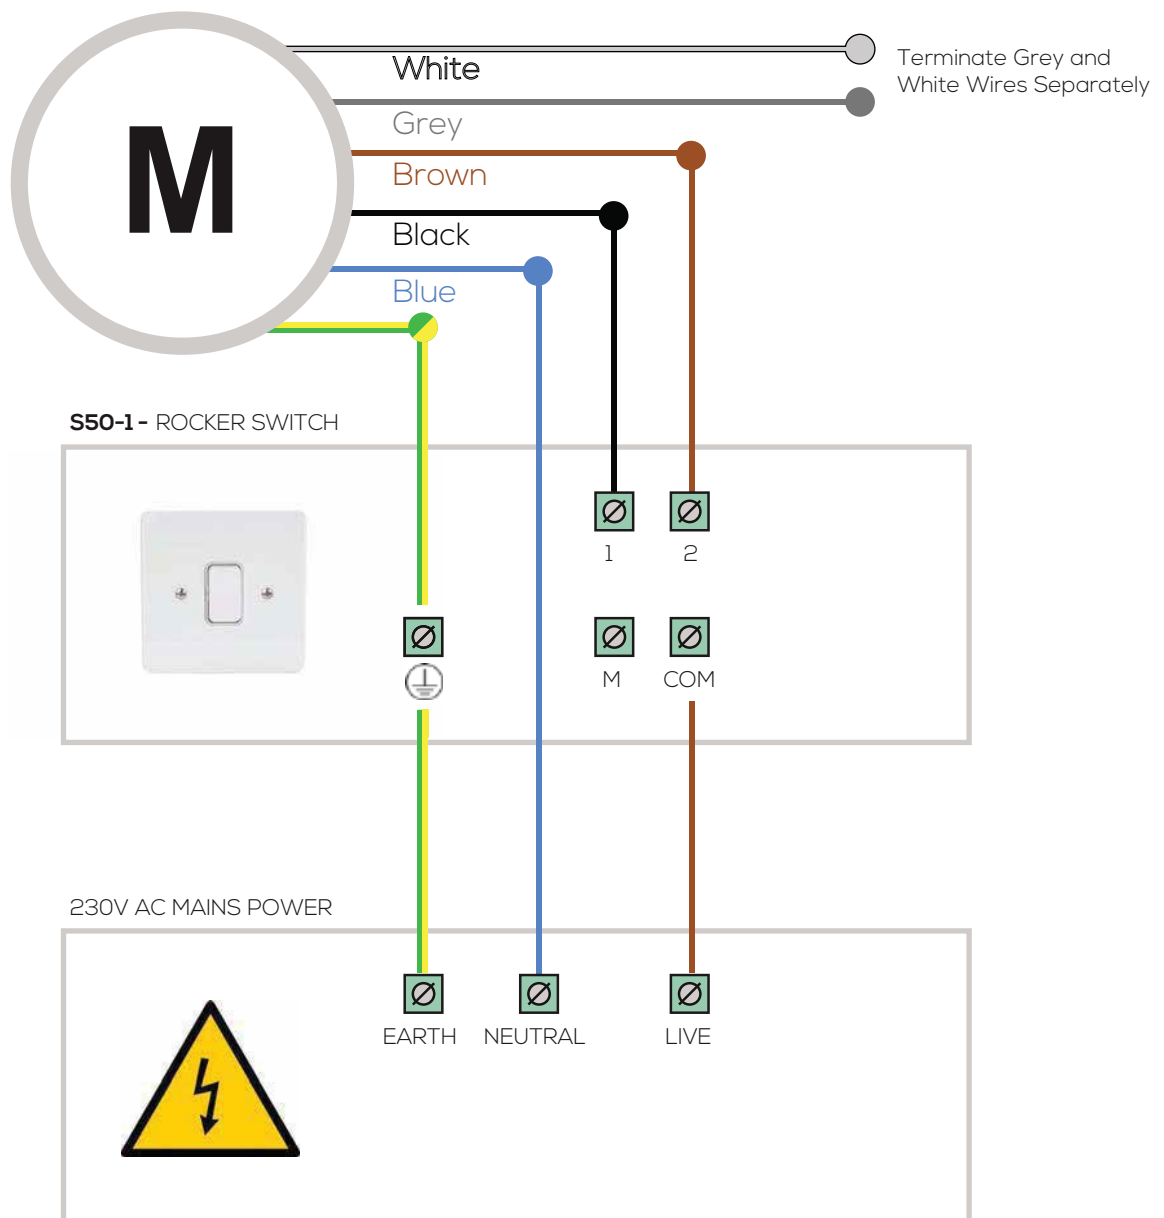 White
Terminate Grey and
White Wires Separately
Grey
M
Brown
Black
Blue
S50-1 - ROCKER SWITCH
1
2
M
COM
230V AC MAINS POWER
EARTH
NEUTRAL
LIVE